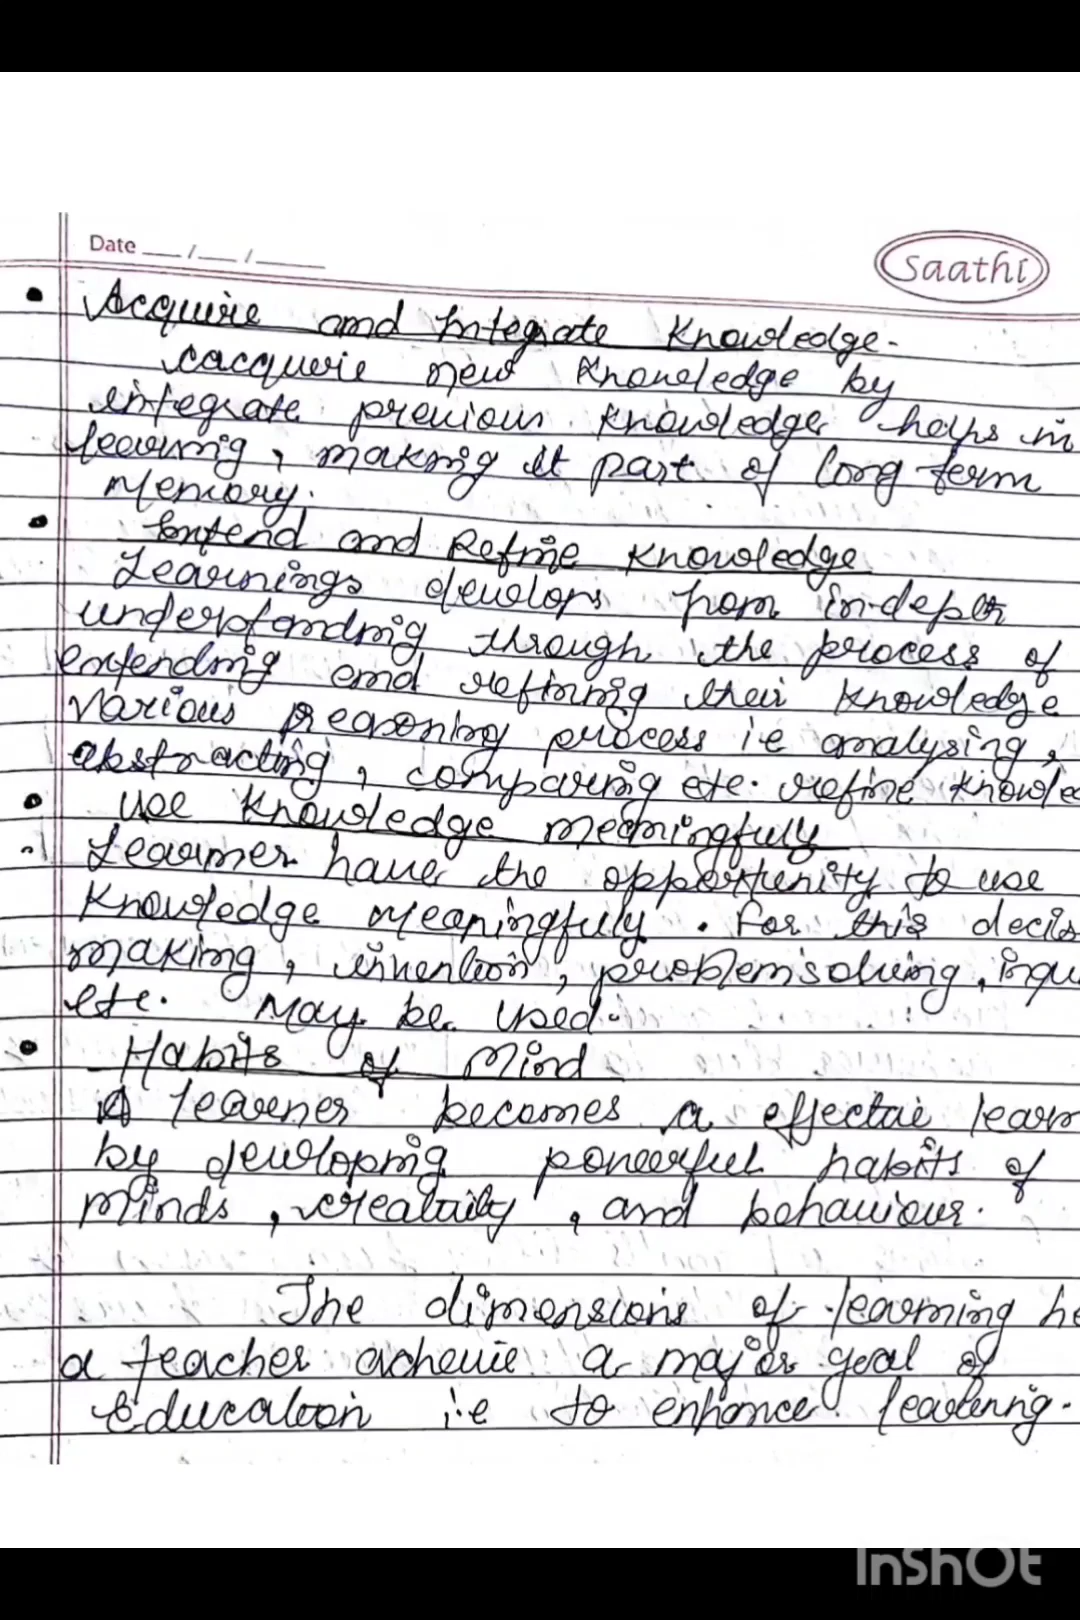 Date __/__/____
Saathi
• Acquire and Integrate Knowledge.
acquire new knowledge by
integrate previous knowledge helps in
learning, making it part of long term
Memory.
• Extend and Refine Knowledge
Learnings develops from in-depth
understanding through the process of
extending and refining their knowledge
various reasoning process i.e analysing,
abstracting, comparing etc. refine knowle
• Use Knowledge meaningfully
Learner have the opportunity to use
knowledge meaningfully. For this decis
making, invention, problem solving, inqu
etc. May be used.
• Habits of Mind
A learner becomes a effective learn
by developing powerful habits of
minds, creativity, and behaviour.
The dimensions of learning he
a teacher acheive a major goal of
Education i.e to enhance learning.
InShOt